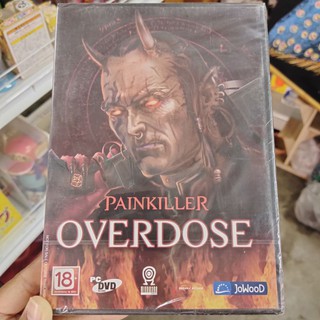 PAINKILLER
OVERDOSE
18
PC
DVD
JoWooD